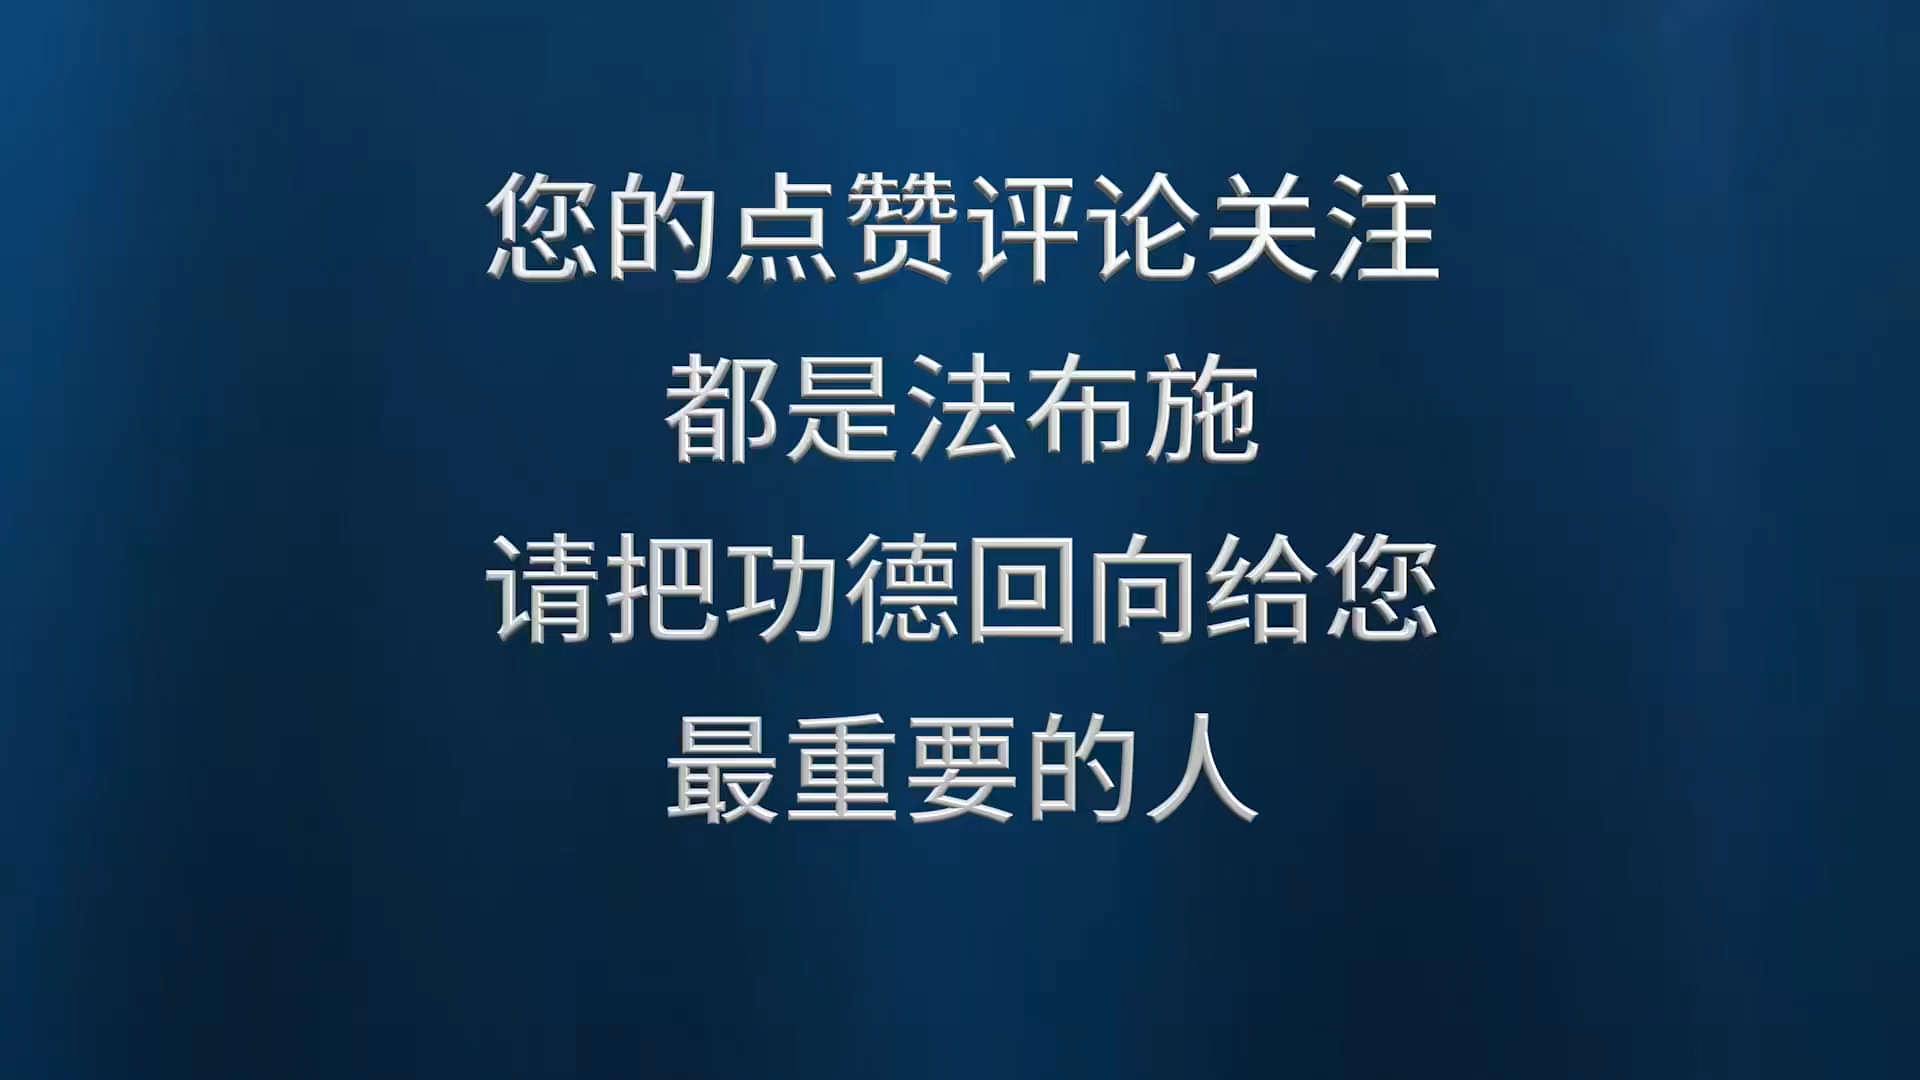 您的点赞评论关注
都是法布施
请把功德回向给您
最重要的人